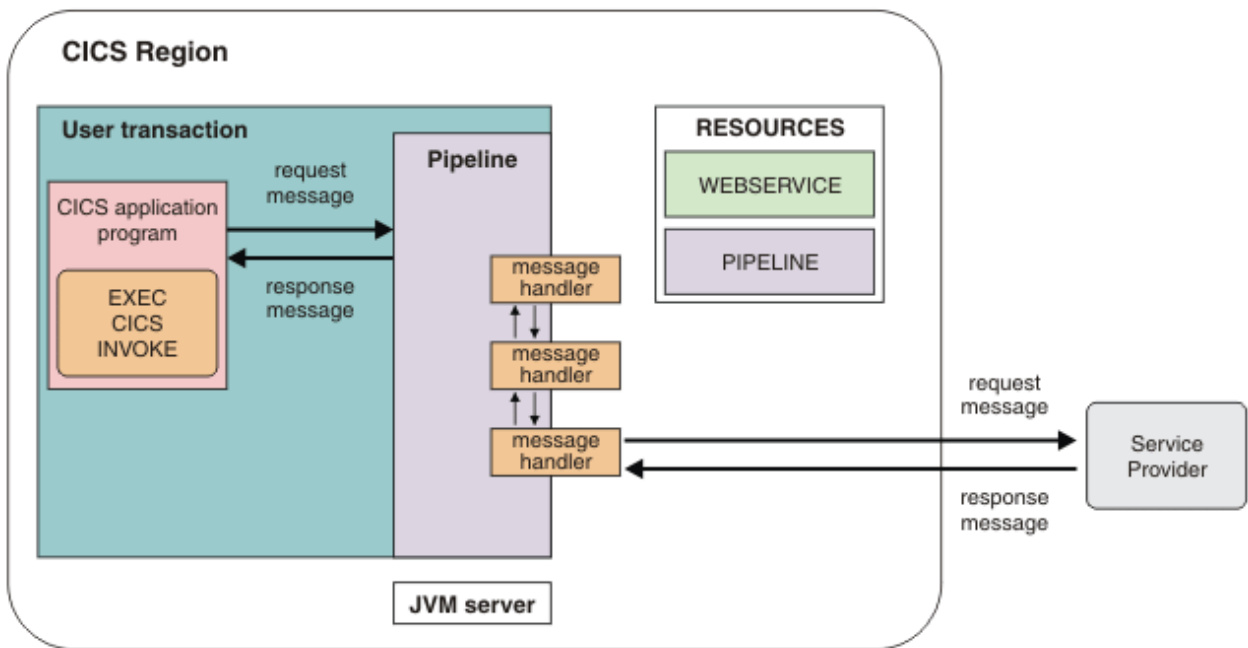 CICS Region
User transaction
request
message
Pipeline
CICS application
program
response
message
EXEC
CICS
INVOKE
message
handler
message
handler
message
handler
RESOURCES
WEBSERVICE
PIPELINE
request
message
Service
Provider
response
message
JVM server